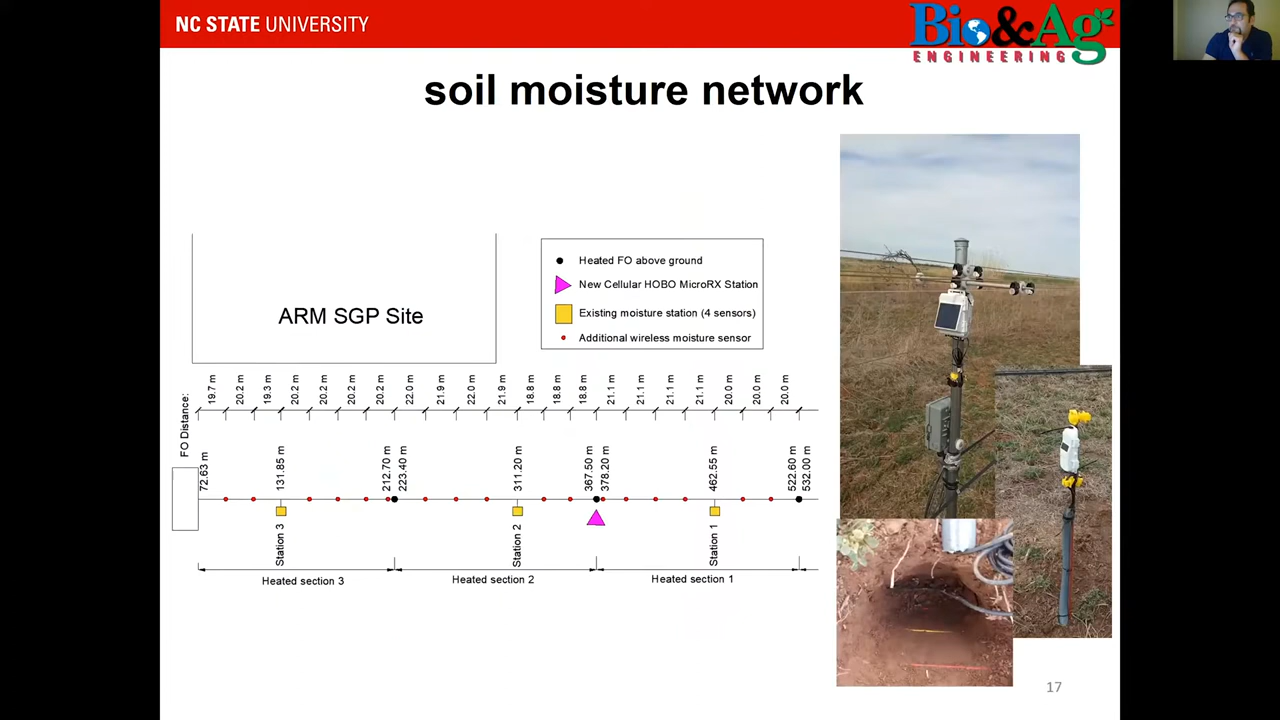 NC STATE UNIVERSITY
Bio&Ag
ENGINEERING
soil moisture network
ARM SGP Site
Heated FO above ground
New Cellular HOBO MicroRX Station
Existing moisture station (4 sensors)
Additional wireless moisture sensor
FO Distance:
19.7 m
20.2 m
19.3 m
20.2 m
20.2 m
20.2 m
20.2 m
22.0 m
21.9 m
22.0 m
21.9 m
18.8 m
18.8 m
18.8 m
21.1 m
21.1 m
21.1 m
21.1 m
20.0 m
20.0 m
20.0 m
72.63 m
131.85 m
212.70 m
223.40 m
311.20 m
367.50 m
378.20 m
462.55 m
522.60 m
532.00 m
Station 3
Station 2
Station 1
Heated section 3
Heated section 2
Heated section 1
17